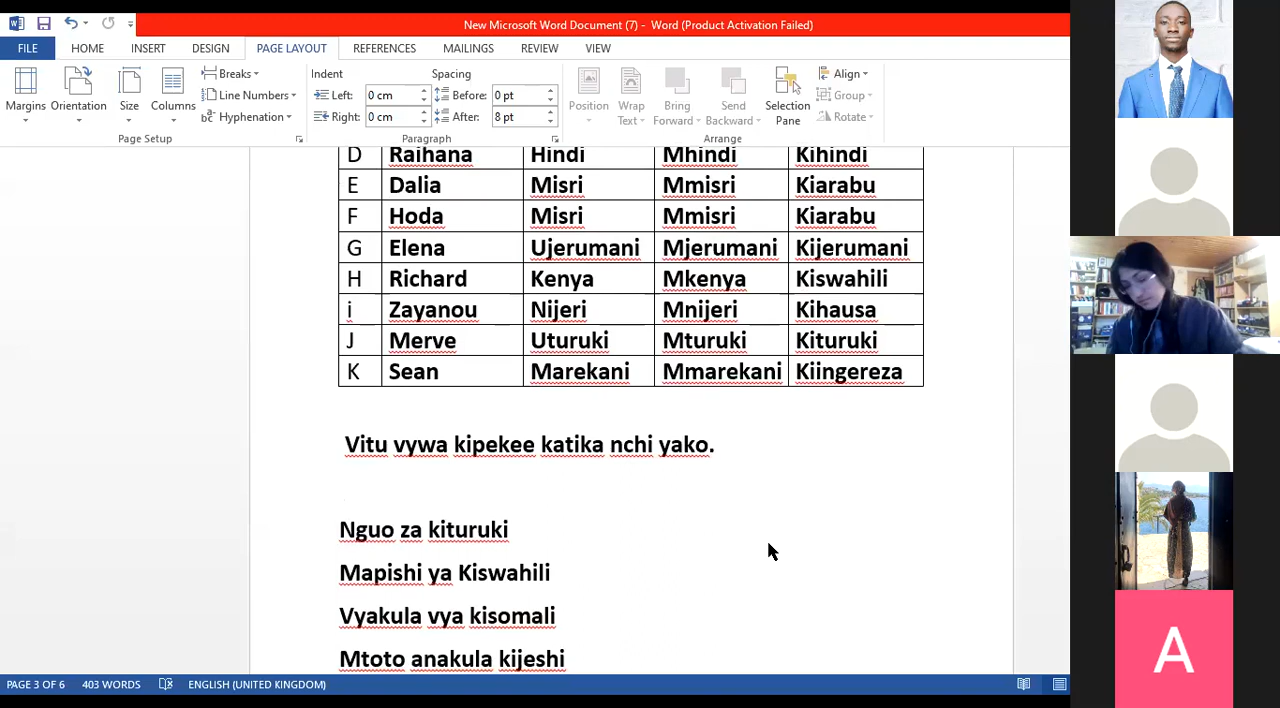 New Microsoft Word Document (7) - Word (Product Activation Failed)
FILE HOME INSERT DESIGN PAGE LAYOUT REFERENCES MAILINGS REVIEW VIEW
Margins Orientation Size Columns Breaks Line Numbers Hyphenation
Page Setup
Indent Spacing
Left: 0 cm Before: 0 pt
Right: 0 cm After: 8 pt
Paragraph
Position Wrap Text Bring Forward Send Backward Selection Pane Align Group Rotate
Arrange
D Raihana Hindi Mhindi Kihindi
E Dalia Misri Mmisri Kiarabu
F Hoda Misri Mmisri Kiarabu
G Elena Ujerumani Mjerumani Kijerumani
H Richard Kenya Mkenya Kiswahili
i Zayanou Nijeri Mnijeri Kihausa
J Merve Uturuki Mturuki Kituruki
K Sean Marekani Mmarekani Kiingereza
Vitu vywa kipekee katika nchi yako.
Nguo za kituruki
Mapishi ya Kiswahili
Vyakula vya kisomali
Mtoto anakula kijeshi
PAGE 3 OF 6 403 WORDS ENGLISH (UNITED KINGDOM)
A